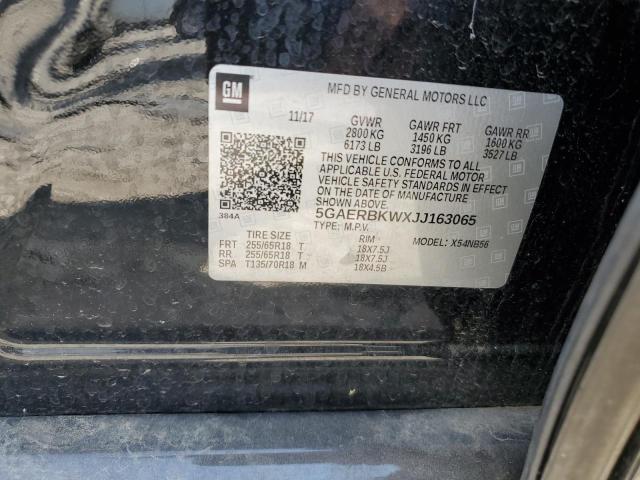 GM
MFD BY GENERAL MOTORS LLC
11/17 GVWR GAWR FRT GAWR RR
2800 KG 1450 KG 1600 KG
6173 LB 3196 LB 3527 LB
THIS VEHICLE CONFORMS TO ALL
APPLICABLE U.S. FEDERAL MOTOR
VEHICLE SAFETY STANDARDS IN EFFECT
ON THE DATE OF MANUFACTURE
SHOWN ABOVE.
384A
5GAERBKWXJJ163065
TYPE: M.P.V. MODEL: X54NB56
TIRE SIZE RIM
FRT 255/65R18 T 18X7.5J
RR 255/65R18 T 18X7.5J
SPA T135/70R18 M 18X4.5B